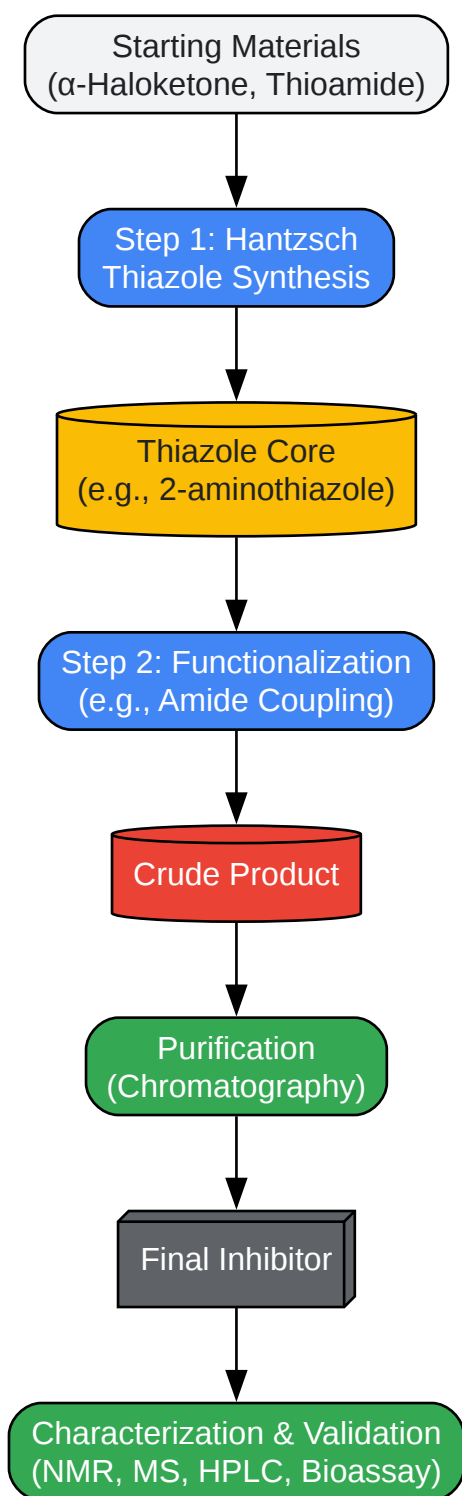 Starting Materials
(α-Haloketone, Thioamide)
Step 1: Hantzsch
Thiazole Synthesis
Thiazole Core
(e.g., 2-aminothiazole)
Step 2: Functionalization
(e.g., Amide Coupling)
Crude Product
Purification
(Chromatography)
Final Inhibitor
Characterization & Validation
(NMR, MS, HPLC, Bioassay)